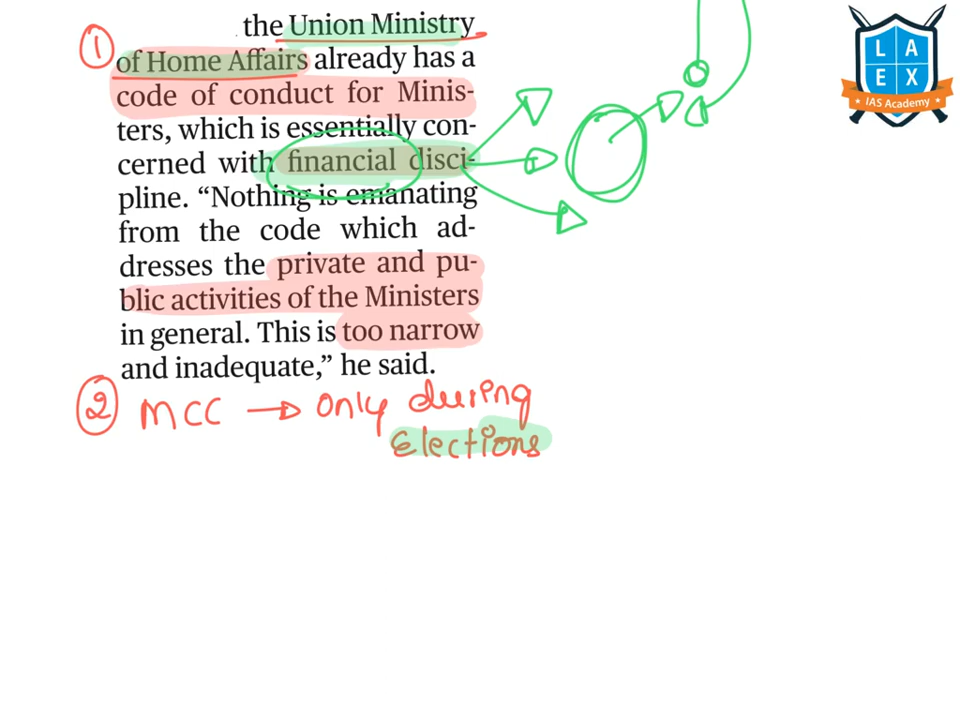 ① the Union Ministry
of Home Affairs already has a
code of conduct for Minis-
ters, which is essentially con-
cerned with financial disci-
pline. “Nothing is emanating
from the code which ad-
dresses the private and pu-
blic activities of the Ministers
in general. This is too narrow
and inadequate,” he said.
② MCC → only during
Elections
L A
E X
IAS Academy